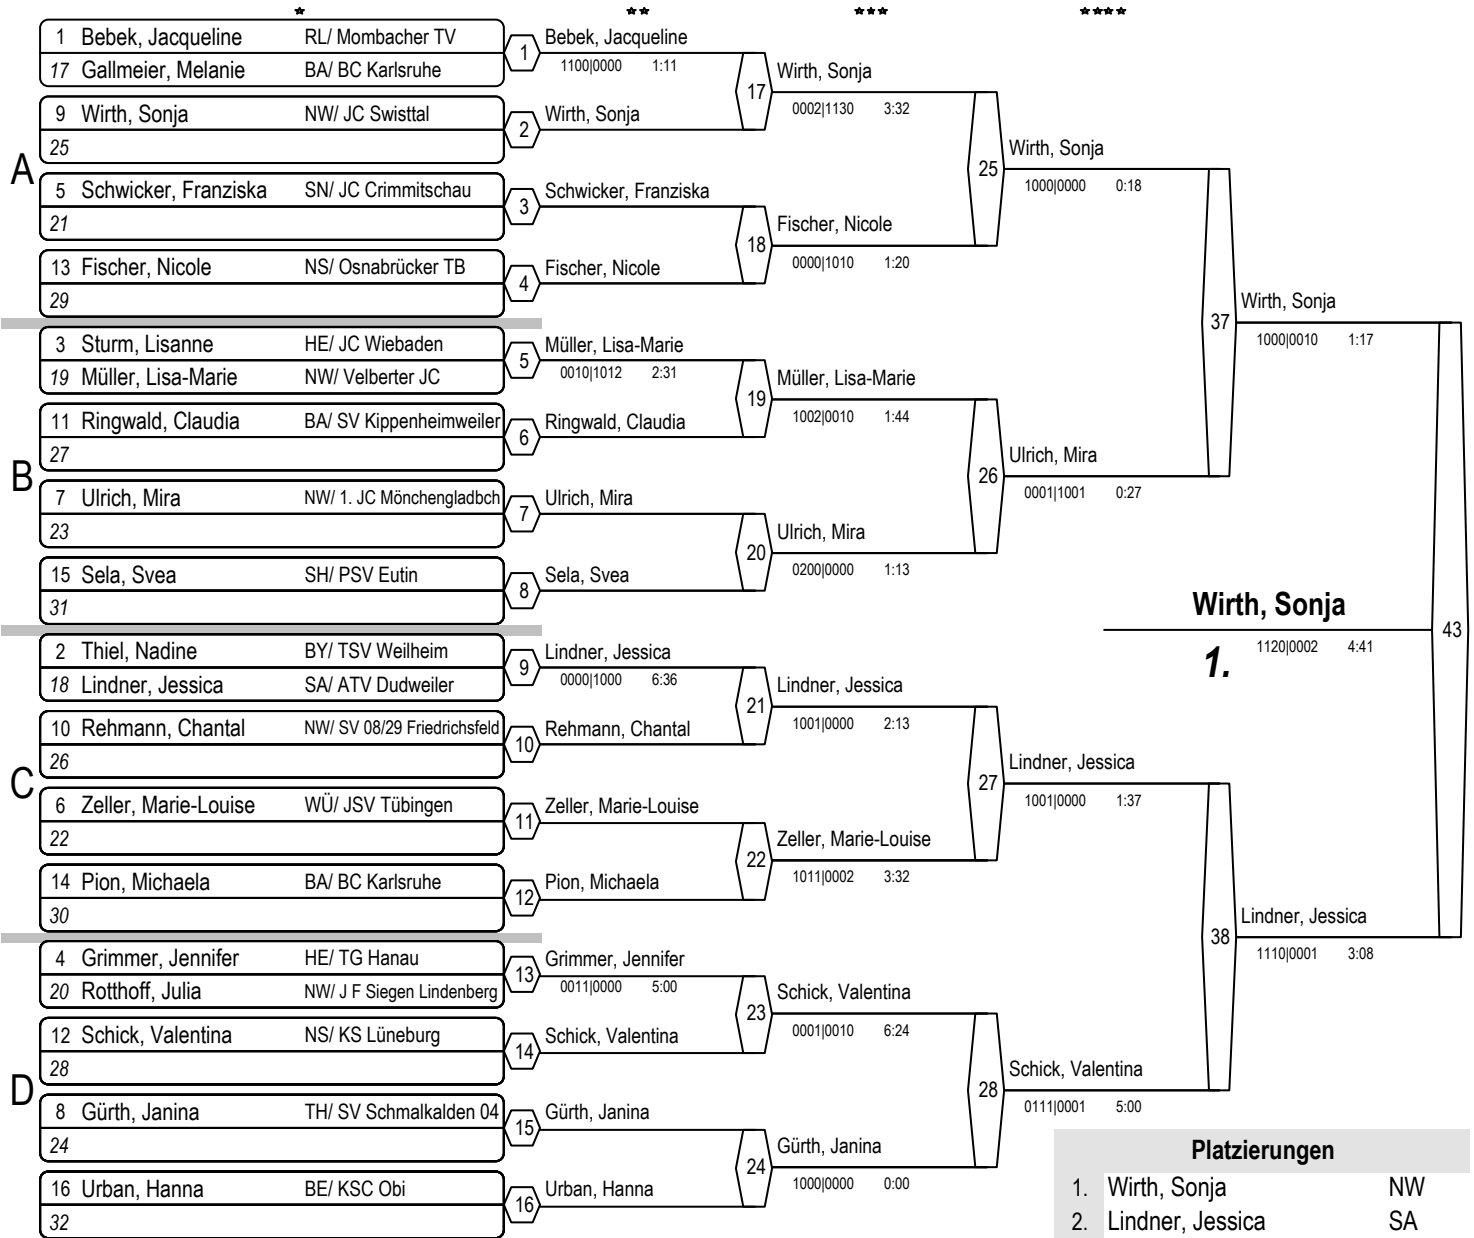 1 Bebek, Jacqueline RL/ Mombacher TV
17 Gallmeier, Melanie BA/ BC Karlsruhe
9 Wirth, Sonja NW/ JC Swisttal
25
A
5 Schwicker, Franziska SN/ JC Crimmitschau
21
13 Fischer, Nicole NS/ Osnabrücker TB
29
3 Sturm, Lisanne HE/ JC Wiebaden
19 Müller, Lisa-Marie NW/ Velberter JC
11 Ringwald, Claudia BA/ SV Kippenheimweiler
27
B
7 Ulrich, Mira NW/ 1. JC Mönchengladbch
23
15 Sela, Svea SH/ PSV Eutin
31
2 Thiel, Nadine BY/ TSV Weilheim
18 Lindner, Jessica SA/ ATV Dudweiler
10 Rehmann, Chantal NW/ SV 08/29 Friedrichsfeld
26
C
6 Zeller, Marie-Louise WÜ/ JSV Tübingen
22
14 Pion, Michaela BA/ BC Karlsruhe
30
4 Grimmer, Jennifer HE/ TG Hanau
20 Rotthoff, Julia NW/ J F Siegen Lindenberg
12 Schick, Valentina NS/ KS Lüneburg
28
D
8 Gürth, Janina TH/ SV Schmalkalden 04
24
16 Urban, Hanna BE/ KSC Obi
32
1 Bebek, Jacqueline
1100|0000 1:11
2 Wirth, Sonja
3 Schwicker, Franziska
4 Fischer, Nicole
5 Müller, Lisa-Marie
0010|1012 2:31
6 Ringwald, Claudia
7 Ulrich, Mira
8 Sela, Svea
9 Lindner, Jessica
0000|1000 6:36
10 Rehmann, Chantal
11 Zeller, Marie-Louise
12 Pion, Michaela
13 Grimmer, Jennifer
0011|0000 5:00
14 Schick, Valentina
15 Gürth, Janina
16 Urban, Hanna
17 Wirth, Sonja
0002|1130 3:32
18 Fischer, Nicole
0000|1010 1:20
19 Müller, Lisa-Marie
1002|0010 1:44
20 Ulrich, Mira
0200|0000 1:13
21 Lindner, Jessica
1001|0000 2:13
22 Zeller, Marie-Louise
1011|0002 3:32
23 Schick, Valentina
0001|0010 6:24
24 Gürth, Janina
1000|0000 0:00
25 Wirth, Sonja
1000|0000 0:18
26 Ulrich, Mira
0001|1001 0:27
27 Lindner, Jessica
1001|0000 1:37
28 Schick, Valentina
0111|0001 5:00
37 Wirth, Sonja
1000|0010 1:17
38 Lindner, Jessica
1110|0001 3:08
Wirth, Sonja
43
1. 1120|0002 4:41
Platzierungen
1. Wirth, Sonja NW
2. Lindner, Jessica SA